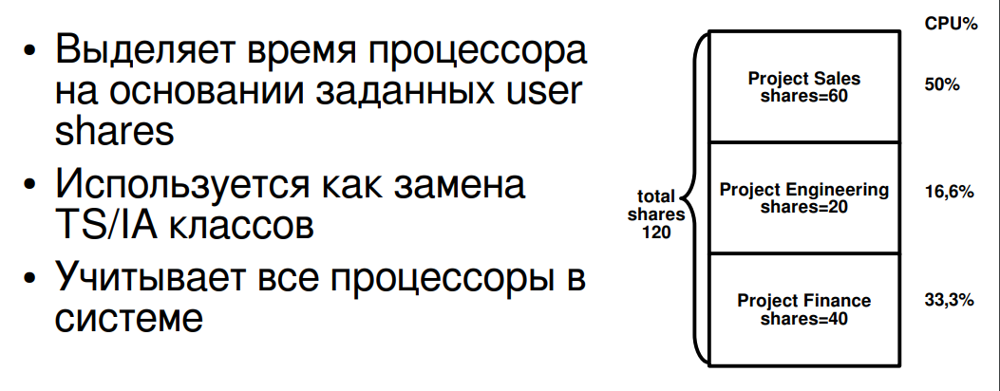 • Выделяет время процессора
на основании заданных user
shares
• Используется как замена
TS/IA классов
• Учитывает все процессоры в
системе
CPU%
Project Sales
shares=60
50%
total
shares
120
Project Engineering
shares=20
16,6%
Project Finance
shares=40
33,3%